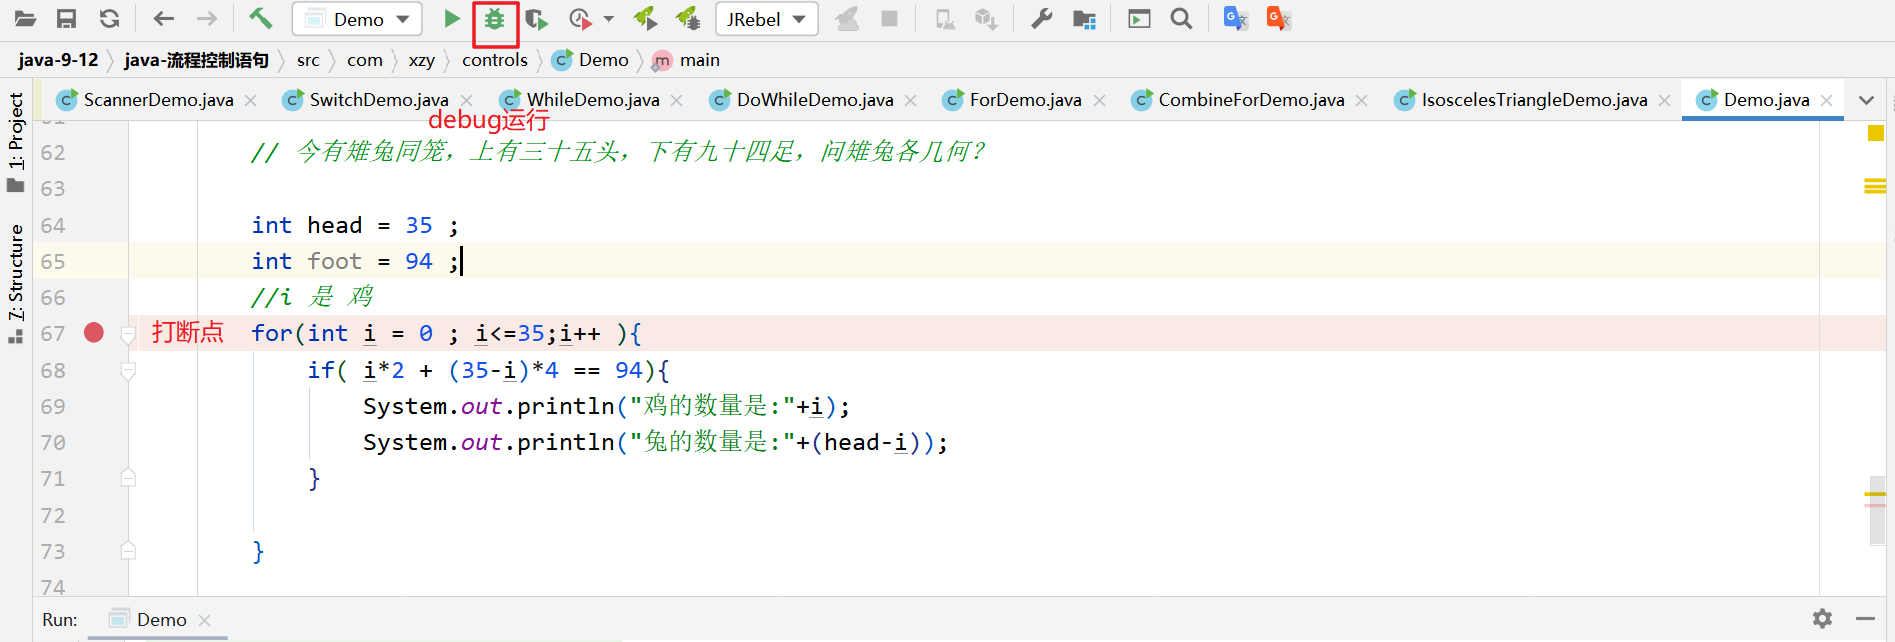 Demo
JRebel
java-9-12 java-流程控制语句 src com xzy controls Demo main
ScannerDemo.java SwitchDemo.java WhileDemo.java DoWhileDemo.java ForDemo.java CombineForDemo.java IsoscelesTriangleDemo.java Demo.java
debug运行
1: Project
7: Structure
62 // 今有雉兔同笼，上有三十五头，下有九十四足，问雉兔各几何？
63
64 int head = 35 ;
65 int foot = 94 ;
66 //i 是 鸡
67 打断点 for(int i = 0 ; i<=35;i++ ){
68 if( i*2 + (35-i)*4 == 94){
69 System.out.println("鸡的数量是:"+i);
70 System.out.println("兔的数量是:"+(head-i));
71 }
72
73 }
74
Run: Demo